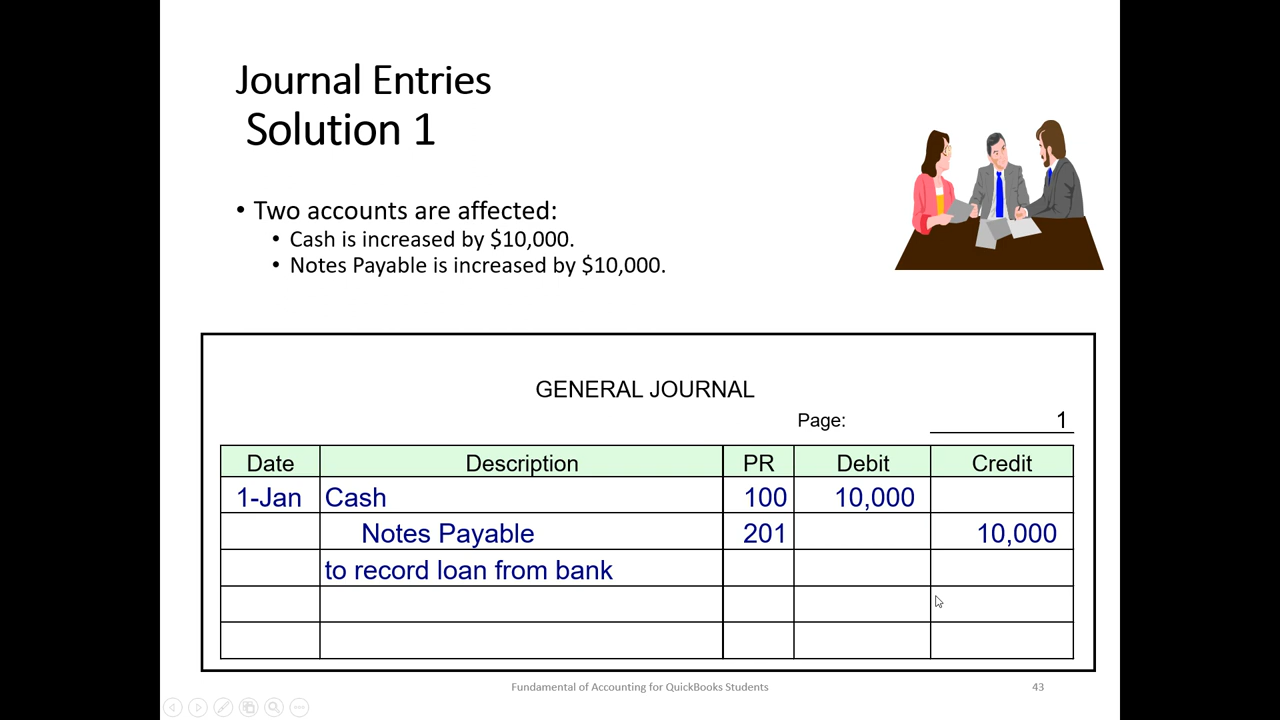 Journal Entries
Solution 1
• Two accounts are affected:
• Cash is increased by $10,000.
• Notes Payable is increased by $10,000.
GENERAL JOURNAL
Page: 1
Date Description PR Debit Credit
1-Jan Cash 100 10,000
Notes Payable 201 10,000
to record loan from bank
Fundamental of Accounting for QuickBooks Students 43